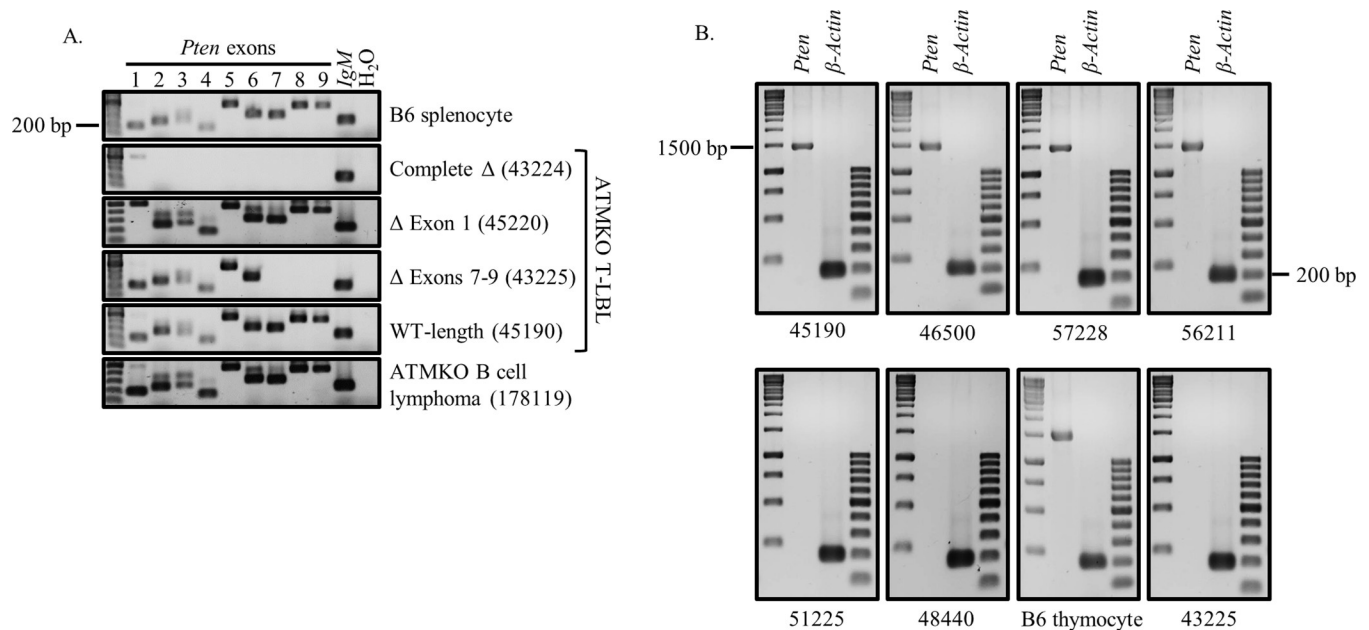 A.
Pten exons
1 2 3 4 5 6 7 8 9 IgM H₂O
200 bp
B6 splenocyte
Complete Δ (43224)
Δ Exon 1 (45220)
Δ Exons 7-9 (43225)
WT-length (45190)
ATMKO T-LBL
ATMKO B cell
lymphoma (178119)
B.
Pten β-Actin Pten β-Actin Pten β-Actin Pten β-Actin
1500 bp
200 bp
45190 46500 57228 56211
51225 48440 B6 thymocyte 43225